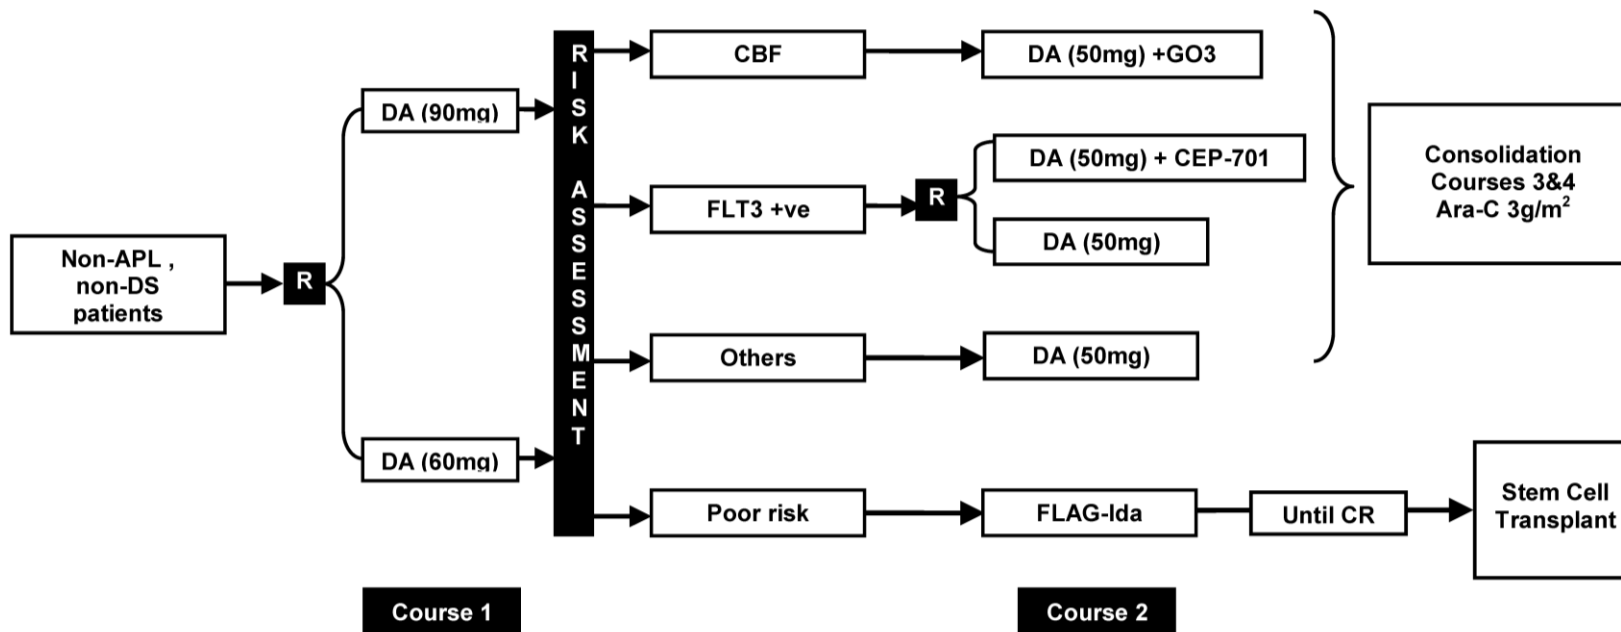 Non-APL ,
non-DS
patients
R
DA (90mg)
DA (60mg)
RISK ASSESSMENT
CBF
DA (50mg) +GO3
FLT3 +ve
R
DA (50mg) + CEP-701
DA (50mg)
Others
DA (50mg)
Consolidation
Courses 3&4
Ara-C 3g/m²
Poor risk
FLAG-Ida
Until CR
Stem Cell
Transplant
Course 1
Course 2